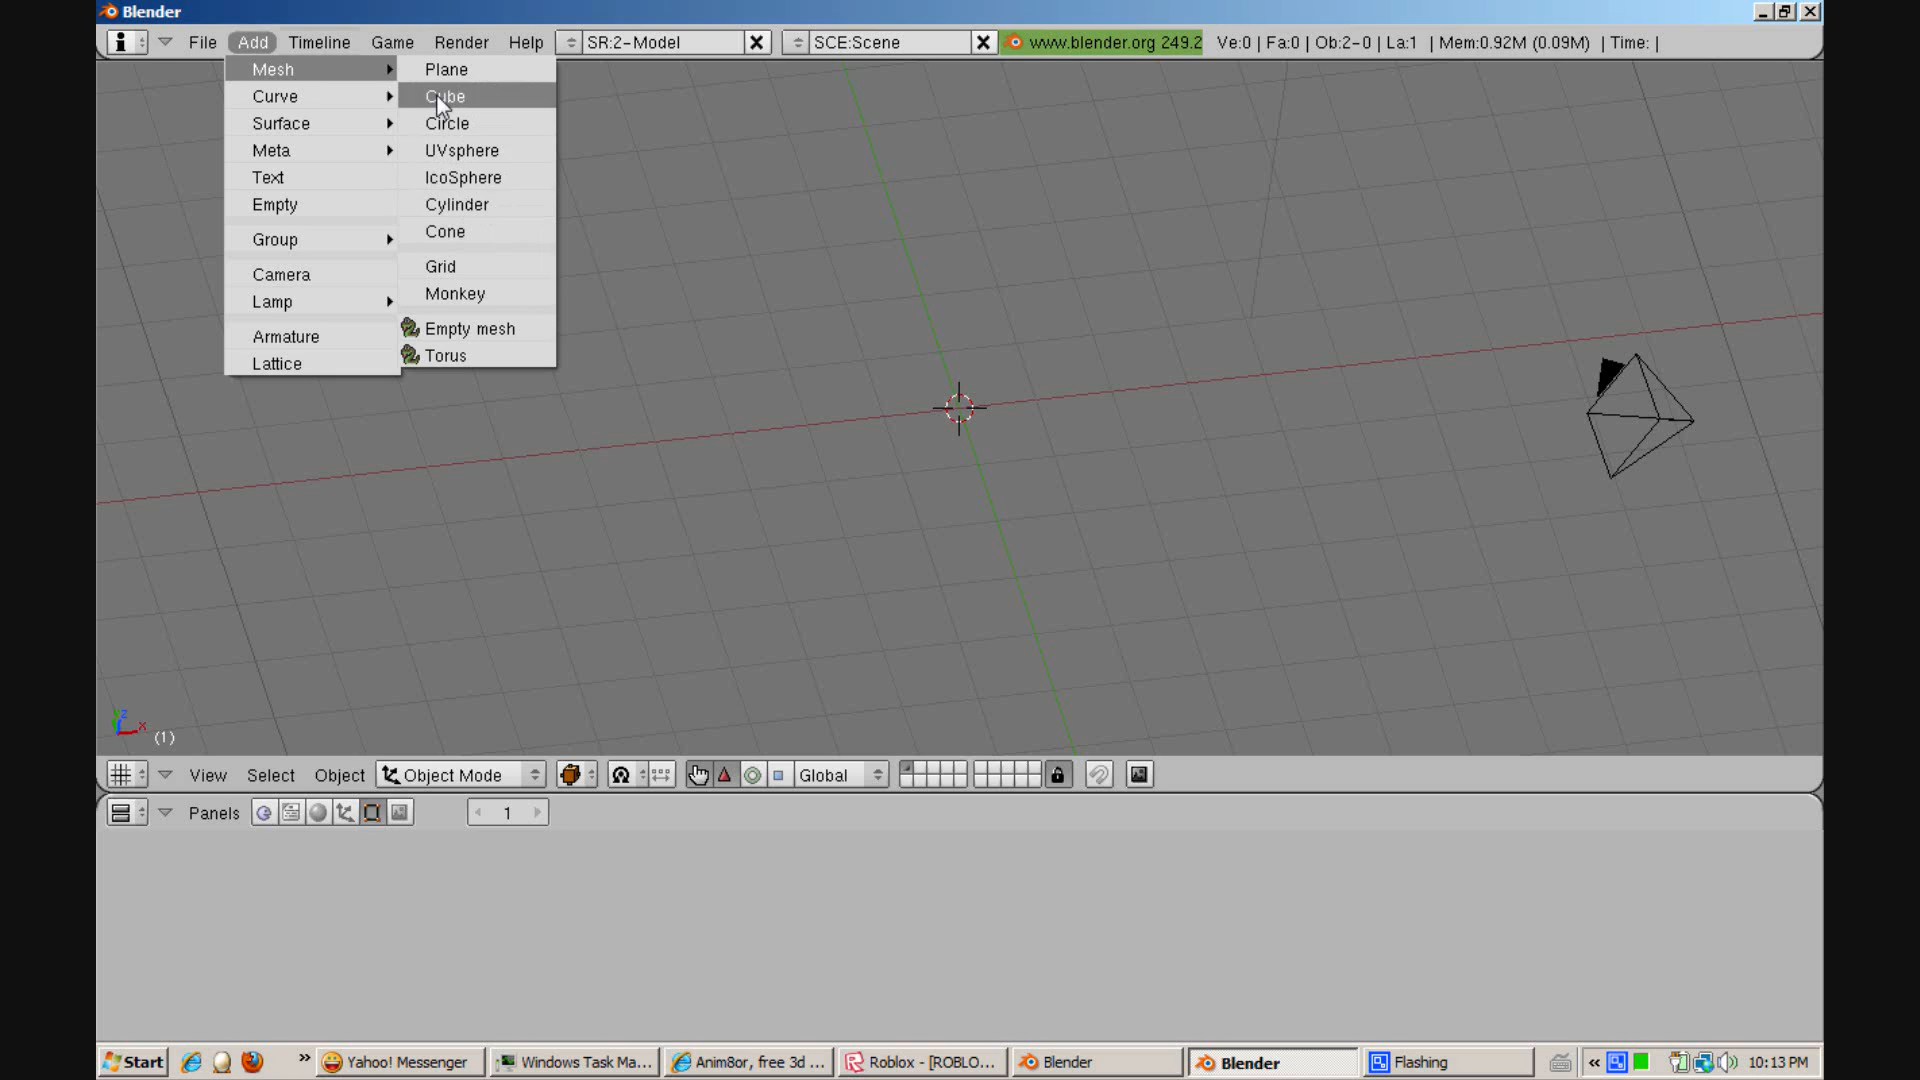 Blender
File Add Timeline Game Render Help SR:2-Model SCE:Scene www.blender.org 249.2 Ve:0 | Fa:0 | Ob:2-0 | La:1 | Mem:0.92M (0.09M) | Time: |
Mesh
Curve
Surface
Meta
Text
Empty
Group
Camera
Lamp
Armature
Lattice
Plane
Cube
Circle
UVsphere
IcoSphere
Cylinder
Cone
Grid
Monkey
Empty mesh
Torus
z
x
(1)
View Select Object Object Mode Global
Panels 1
Start Yahoo! Messenger Windows Task Ma... Anim8or, free 3d ... Roblox - [ROBLO... Blender Blender Flashing 10:13 PM